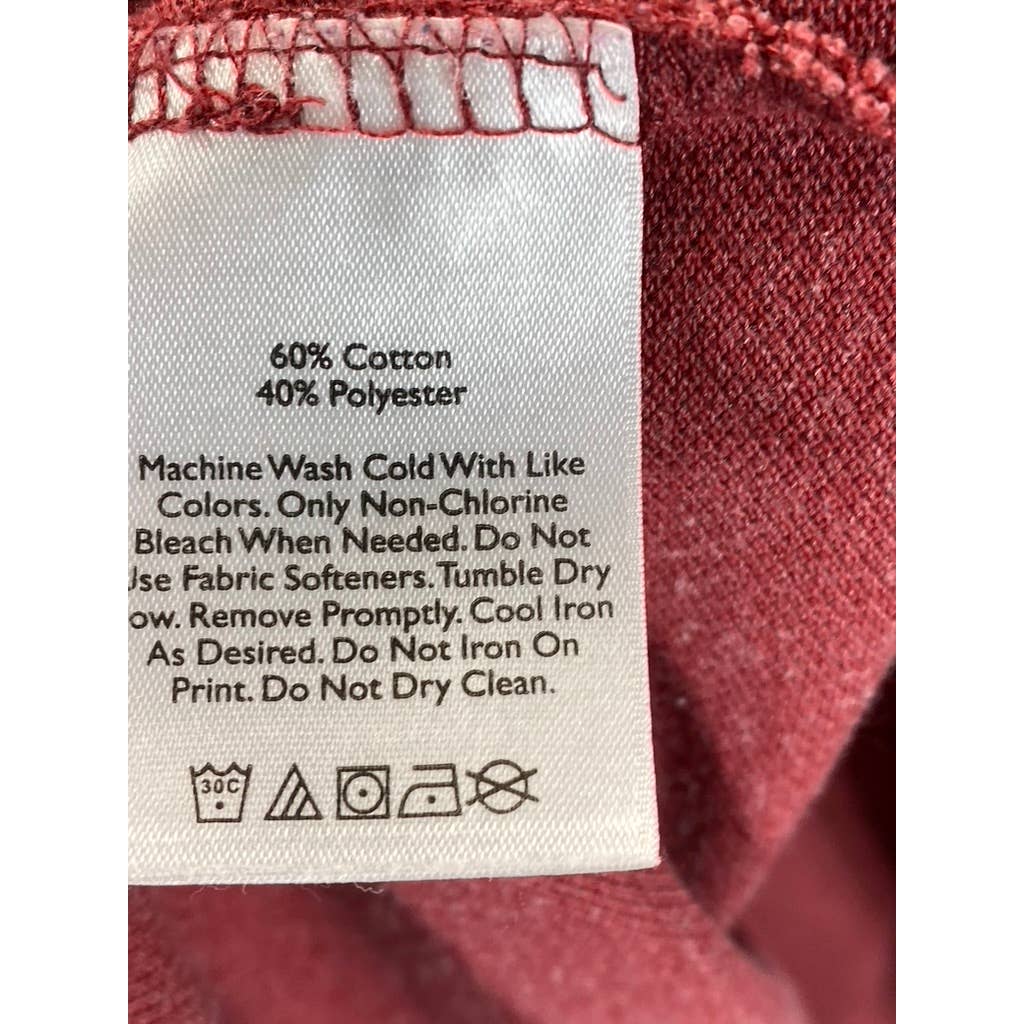 60% Cotton
40% Polyester
Machine Wash Cold With Like
Colors. Only Non-Chlorine
Bleach When Needed. Do Not
Use Fabric Softeners. Tumble Dry
ow. Remove Promptly. Cool Iron
As Desired. Do Not Iron On
Print. Do Not Dry Clean.
30C